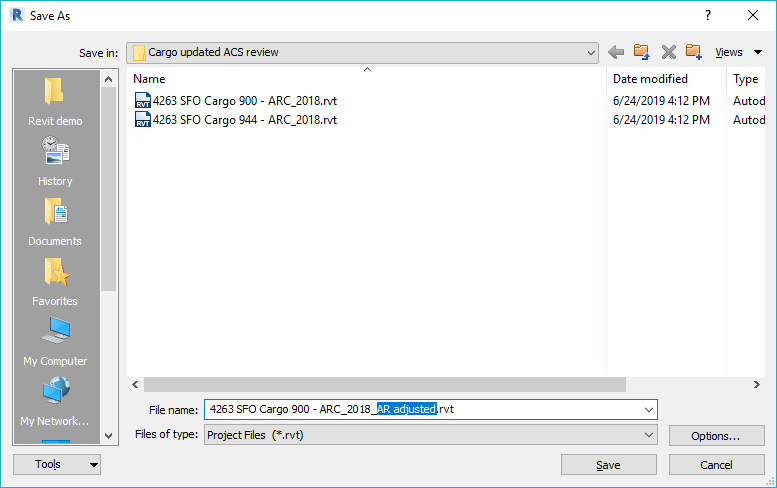 R Save As ?
Save in: Cargo updated ACS review Views
Name Date modified Type
RVT 4263 SFO Cargo 900 - ARC_2018.rvt 6/24/2019 4:12 PM Autod
RVT 4263 SFO Cargo 944 - ARC_2018.rvt 6/24/2019 4:12 PM Autod
Revit demo
History
Documents
Favorites
My Computer
My Network...
File name: 4263 SFO Cargo 900 - ARC_2018_AR adjusted.rvt
Files of type: Project Files (*.rvt) Options...
Tools Save Cancel